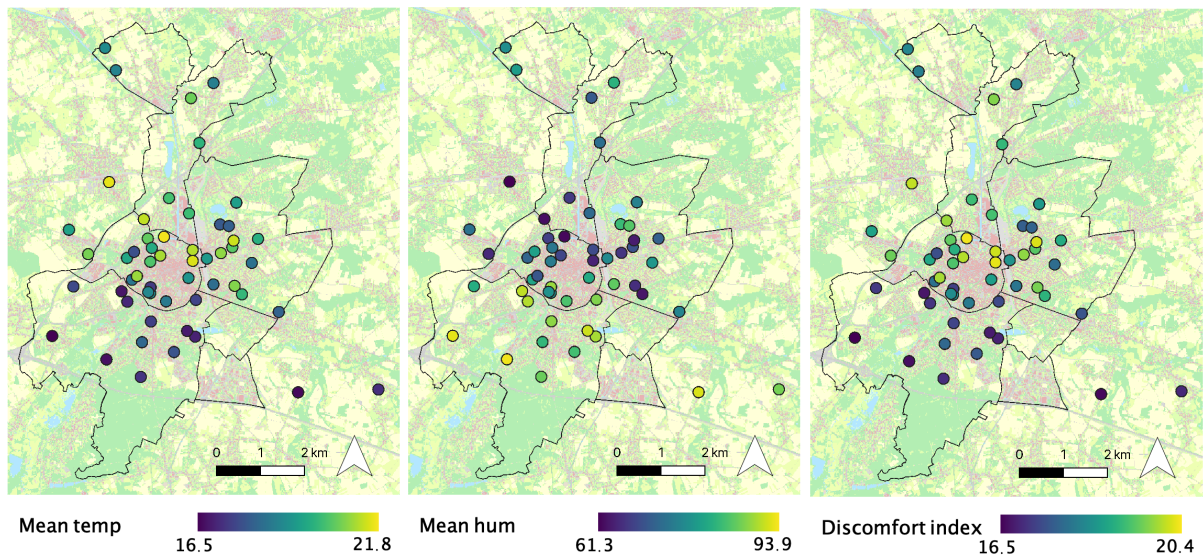 0 1 2 km
0 1 2 km
0 1 2 km
Mean temp
16.5 21.8
Mean hum
61.3 93.9
Discomfort index
16.5 20.4